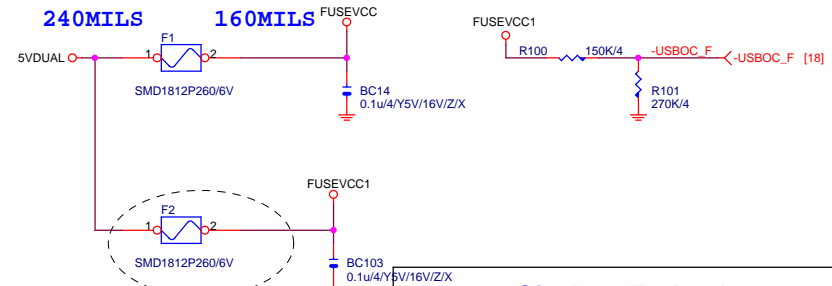 240MILS 160MILS
FUSEVCC
F1
5VDUAL 1 2
SMD1812P260/6V
BC14
0.1u/4/Y5V/16V/Z/X
FUSEVCC1
R100 150K/4 -USBOC_F -USBOC_F [18]
R101
270K/4
FUSEVCC1
F2
1 2
SMD1812P260/6V
BC103
0.1u/4/Y5V/16V/Z/X